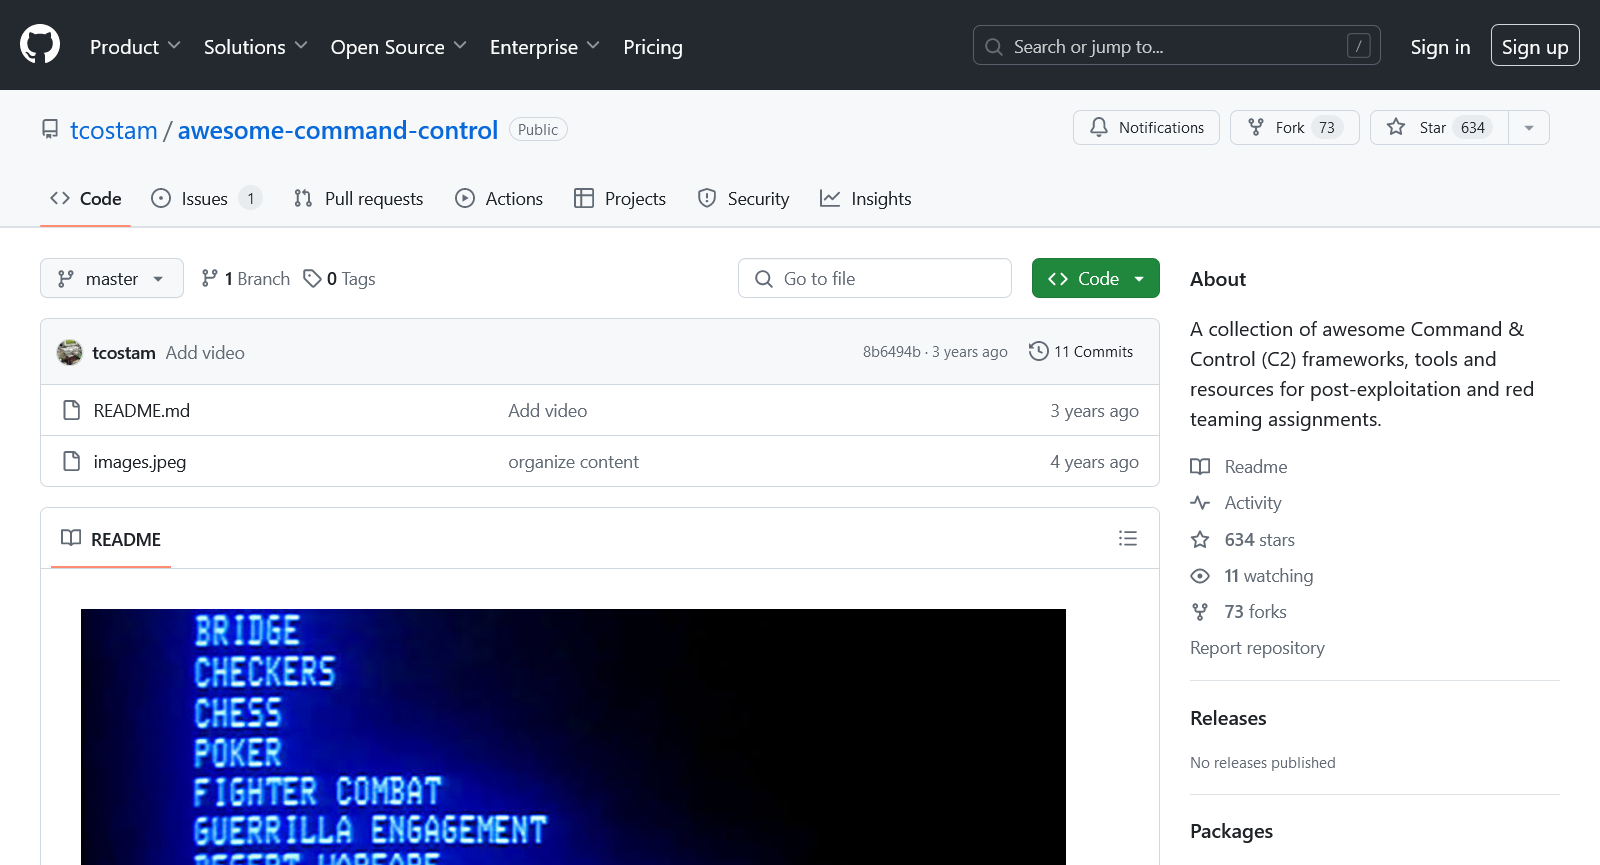 Product Solutions Open Source Enterprise Pricing
Search or jump to... /
Sign in Sign up
tcostam / awesome-command-control Public
Notifications Fork 73 Star 634
Code Issues 1 Pull requests Actions Projects Security Insights
master 1 Branch 0 Tags
Go to file Code
tcostam Add video 8b6494b · 3 years ago 11 Commits
README.md Add video 3 years ago
images.jpeg organize content 4 years ago
README
BRIDGE
CHECKERS
CHESS
POKER
FIGHTER COMBAT
GUERRILLA ENGAGEMENT
DESERT WARFARE
About
A collection of awesome Command &
Control (C2) frameworks, tools and
resources for post-exploitation and red
teaming assignments.
Readme
Activity
634 stars
11 watching
73 forks
Report repository
Releases
No releases published
Packages